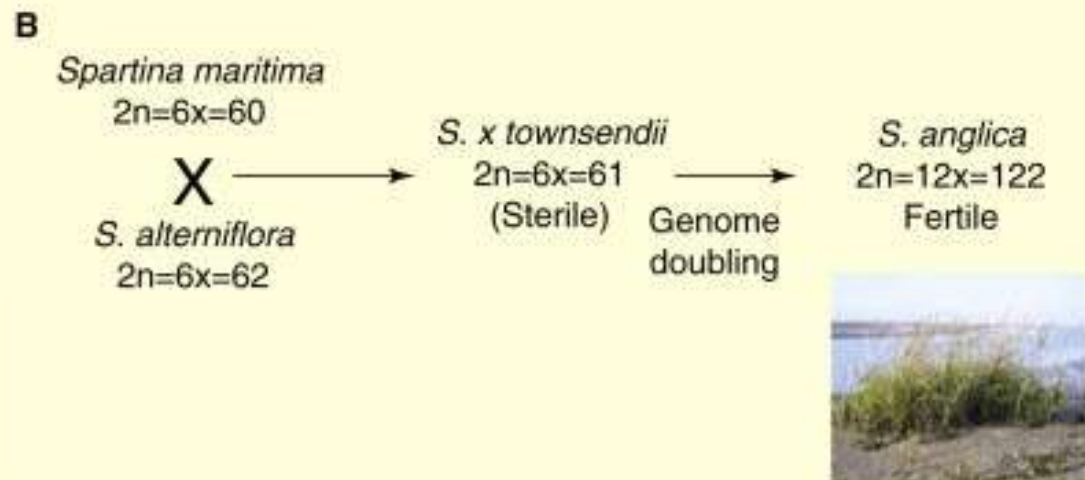 B
Spartina maritima
2n=6x=60
X
S. alterniflora
2n=6x=62
S. x townsendii
2n=6x=61
(Sterile)
Genome
doubling
S. anglica
2n=12x=122
Fertile